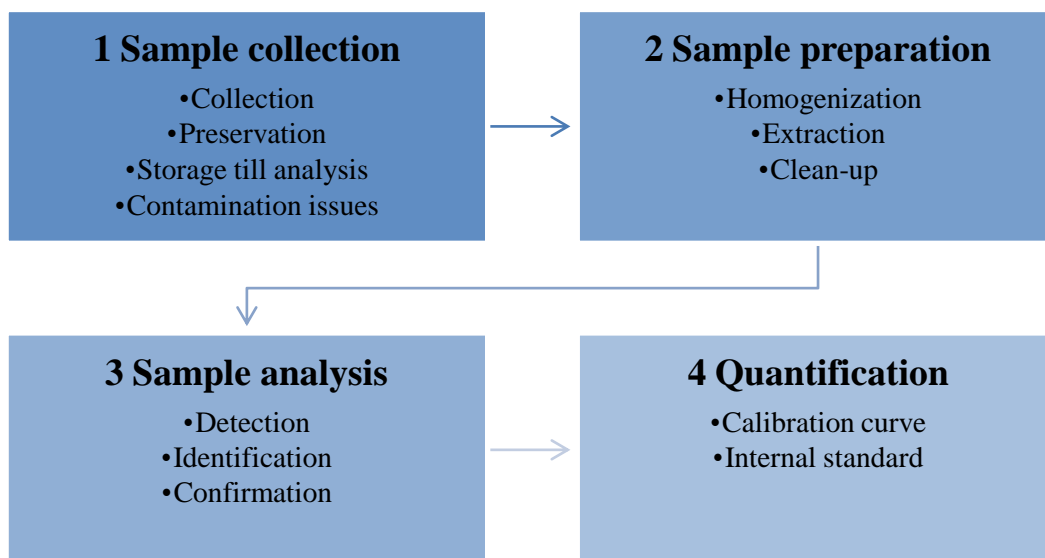 1 Sample collection
•Collection
•Preservation
•Storage till analysis
•Contamination issues
2 Sample preparation
•Homogenization
•Extraction
•Clean-up
3 Sample analysis
•Detection
•Identification
•Confirmation
4 Quantification
•Calibration curve
•Internal standard